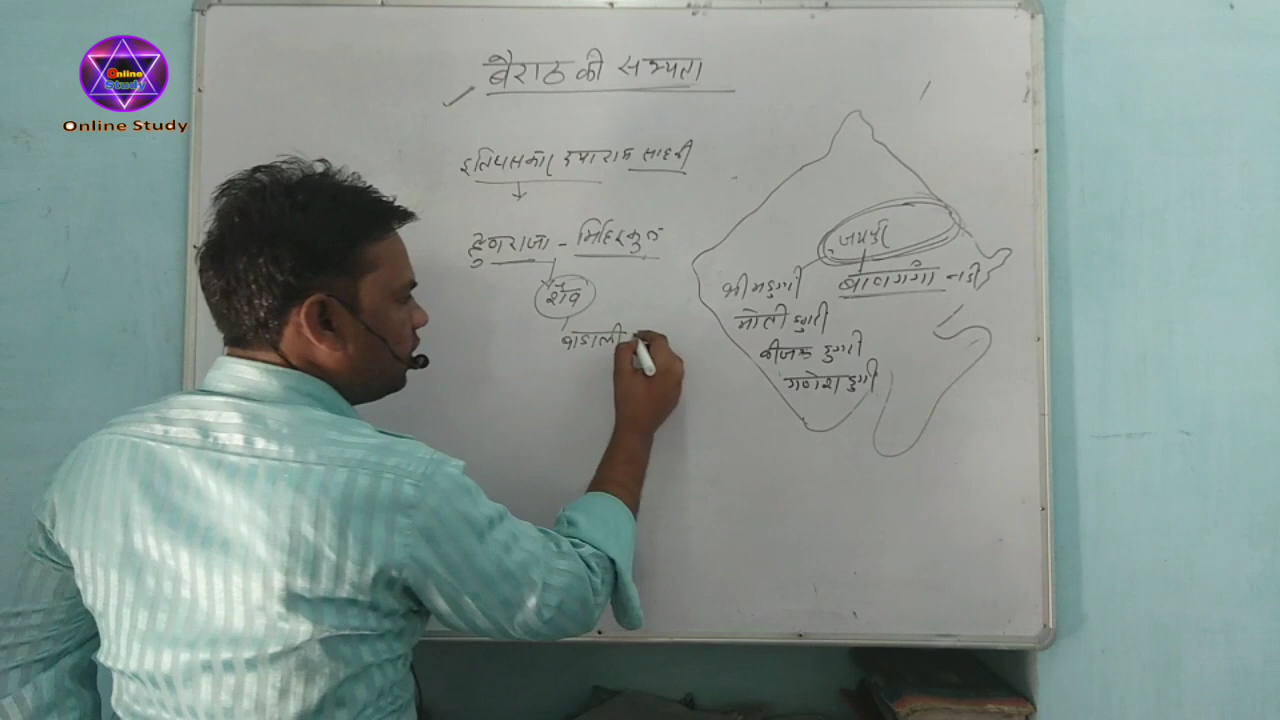 Online
Study
Online Study
बैराठ की सभ्यता
इतिहासकार दयाराम साहनी
हुणराजा - मिहिरकुल
शैव
बाडाली
जयपुर
बाणगंगा नदी
भीमडुगरी
मोती डुगरी
बीजक डुगरी
गणेश डुगरी